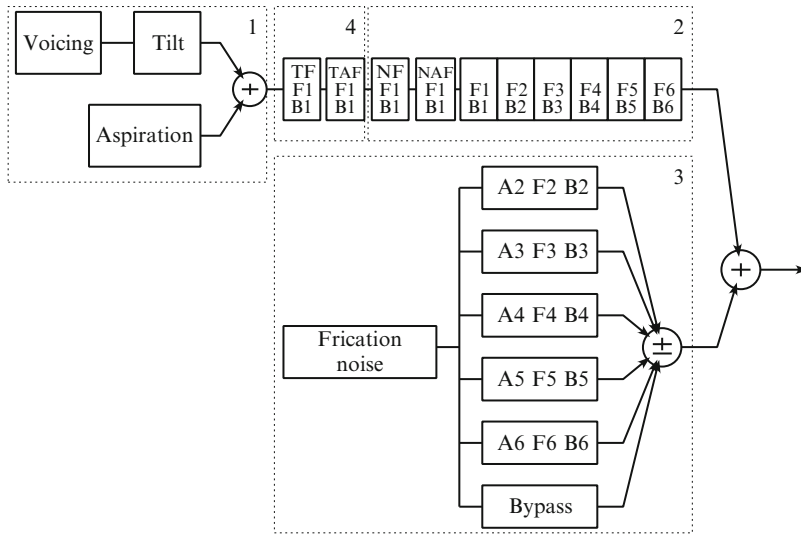 1
Voicing
Tilt
+
Aspiration
4
TF
F1
B1
TAF
F1
B1
2
NF
F1
B1
NAF
F1
B1
F1
B1
F2
B2
F3
B3
F4
B4
F5
B5
F6
B6
3
Frication
noise
A2 F2 B2
A3 F3 B3
A4 F4 B4
A5 F5 B5
A6 F6 B6
Bypass
±
+